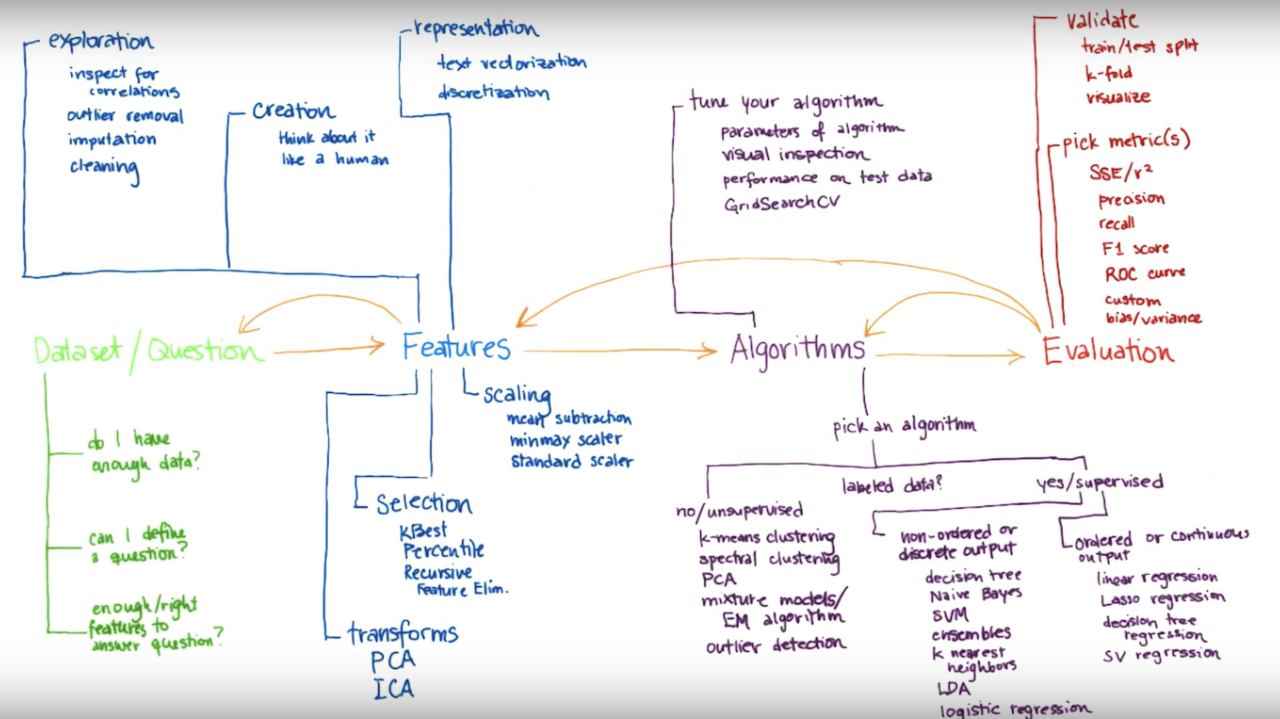 exploration
inspect for
correlations
outlier removal
imputation
cleaning
creation
think about it
like a human
representation
text vectorization
discretization
tune your algorithm
parameters of algorithm
visual inspection
performance on test data
GridSearchCV
validate
train/test split
k-fold
visualize
pick metric(s)
SSE/r²
precision
recall
F1 score
ROC curve
custom
bias/variance
Dataset/Question
Features
Algorithms
Evaluation
do I have
enough data?
can I define
a question?
enough/right
features to
answer question?
scaling
mean subtraction
minmax scaler
standard scaler
Selection
KBest
Percentile
Recursive
Feature Elim.
transforms
PCA
ICA
pick an algorithm
labeled data?
no/unsupervised
k-means clustering
spectral clustering
PCA
mixture models/
EM algorithm
outlier detection
yes/supervised
non-ordered or
discrete output
decision tree
Naive Bayes
SVM
ensembles
k nearest
neighbors
LDA
logistic regression
ordered or continuous
output
linear regression
Lasso regression
decision tree
regression
SV regression